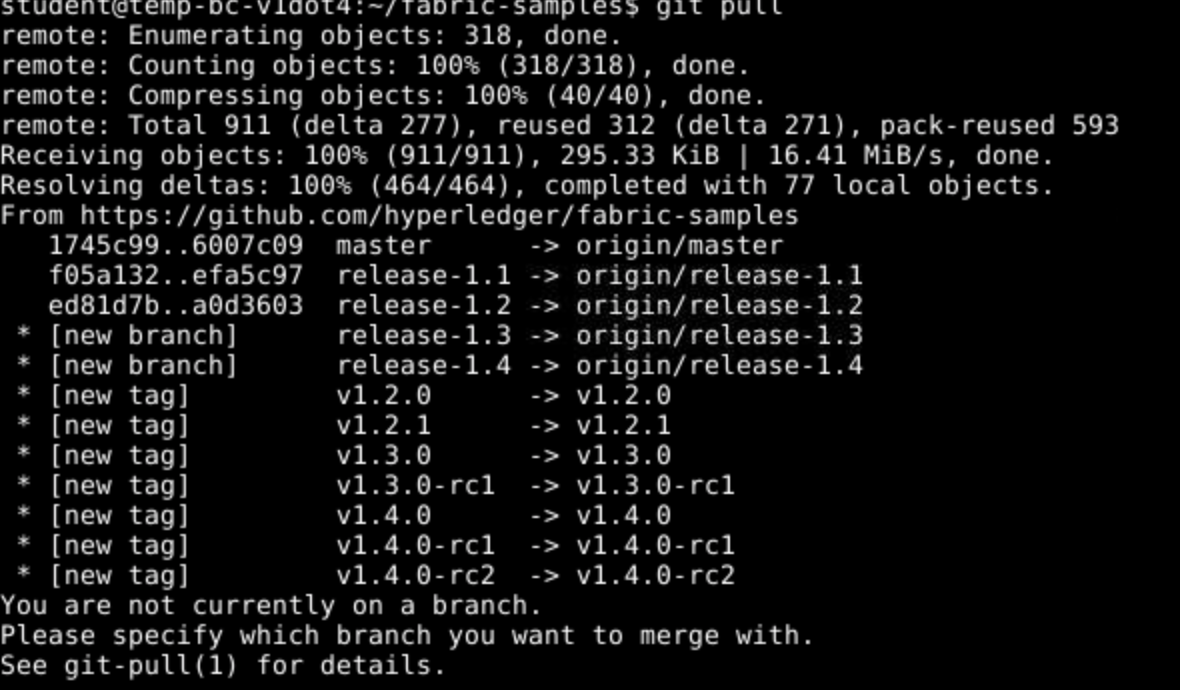 student@temp-bc-v1dot4:~/fabric-samples$ git pull
remote: Enumerating objects: 318, done.
remote: Counting objects: 100% (318/318), done.
remote: Compressing objects: 100% (40/40), done.
remote: Total 911 (delta 277), reused 312 (delta 271), pack-reused 593
Receiving objects: 100% (911/911), 295.33 KiB | 16.41 MiB/s, done.
Resolving deltas: 100% (464/464), completed with 77 local objects.
From https://github.com/hyperledger/fabric-samples
   1745c99..6007c09  master      -> origin/master
   f05a132..efa5c97  release-1.1 -> origin/release-1.1
   ed81d7b..a0d3603  release-1.2 -> origin/release-1.2
 * [new branch]      release-1.3 -> origin/release-1.3
 * [new branch]      release-1.4 -> origin/release-1.4
 * [new tag]         v1.2.0      -> v1.2.0
 * [new tag]         v1.2.1      -> v1.2.1
 * [new tag]         v1.3.0      -> v1.3.0
 * [new tag]         v1.3.0-rc1  -> v1.3.0-rc1
 * [new tag]         v1.4.0      -> v1.4.0
 * [new tag]         v1.4.0-rc1  -> v1.4.0-rc1
 * [new tag]         v1.4.0-rc2  -> v1.4.0-rc2
You are not currently on a branch.
Please specify which branch you want to merge with.
See git-pull(1) for details.